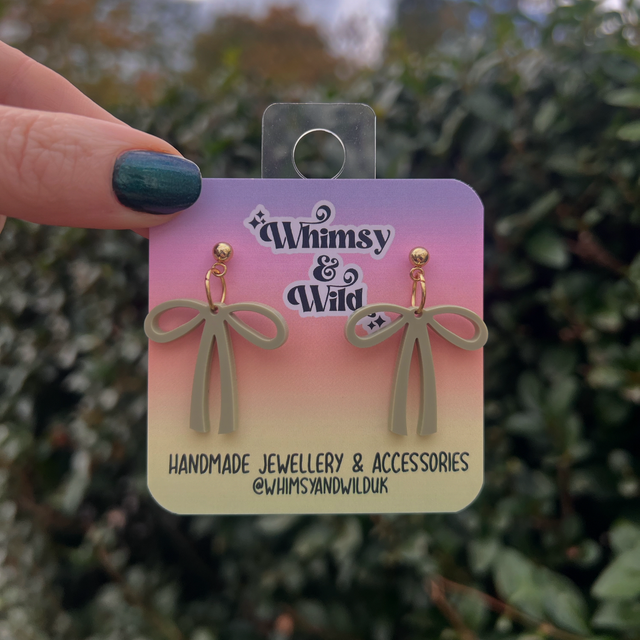 Whimsy
&
Wild
HANDMADE JEWELLERY & ACCESSORIES
@WHIMSYANDWILDUK